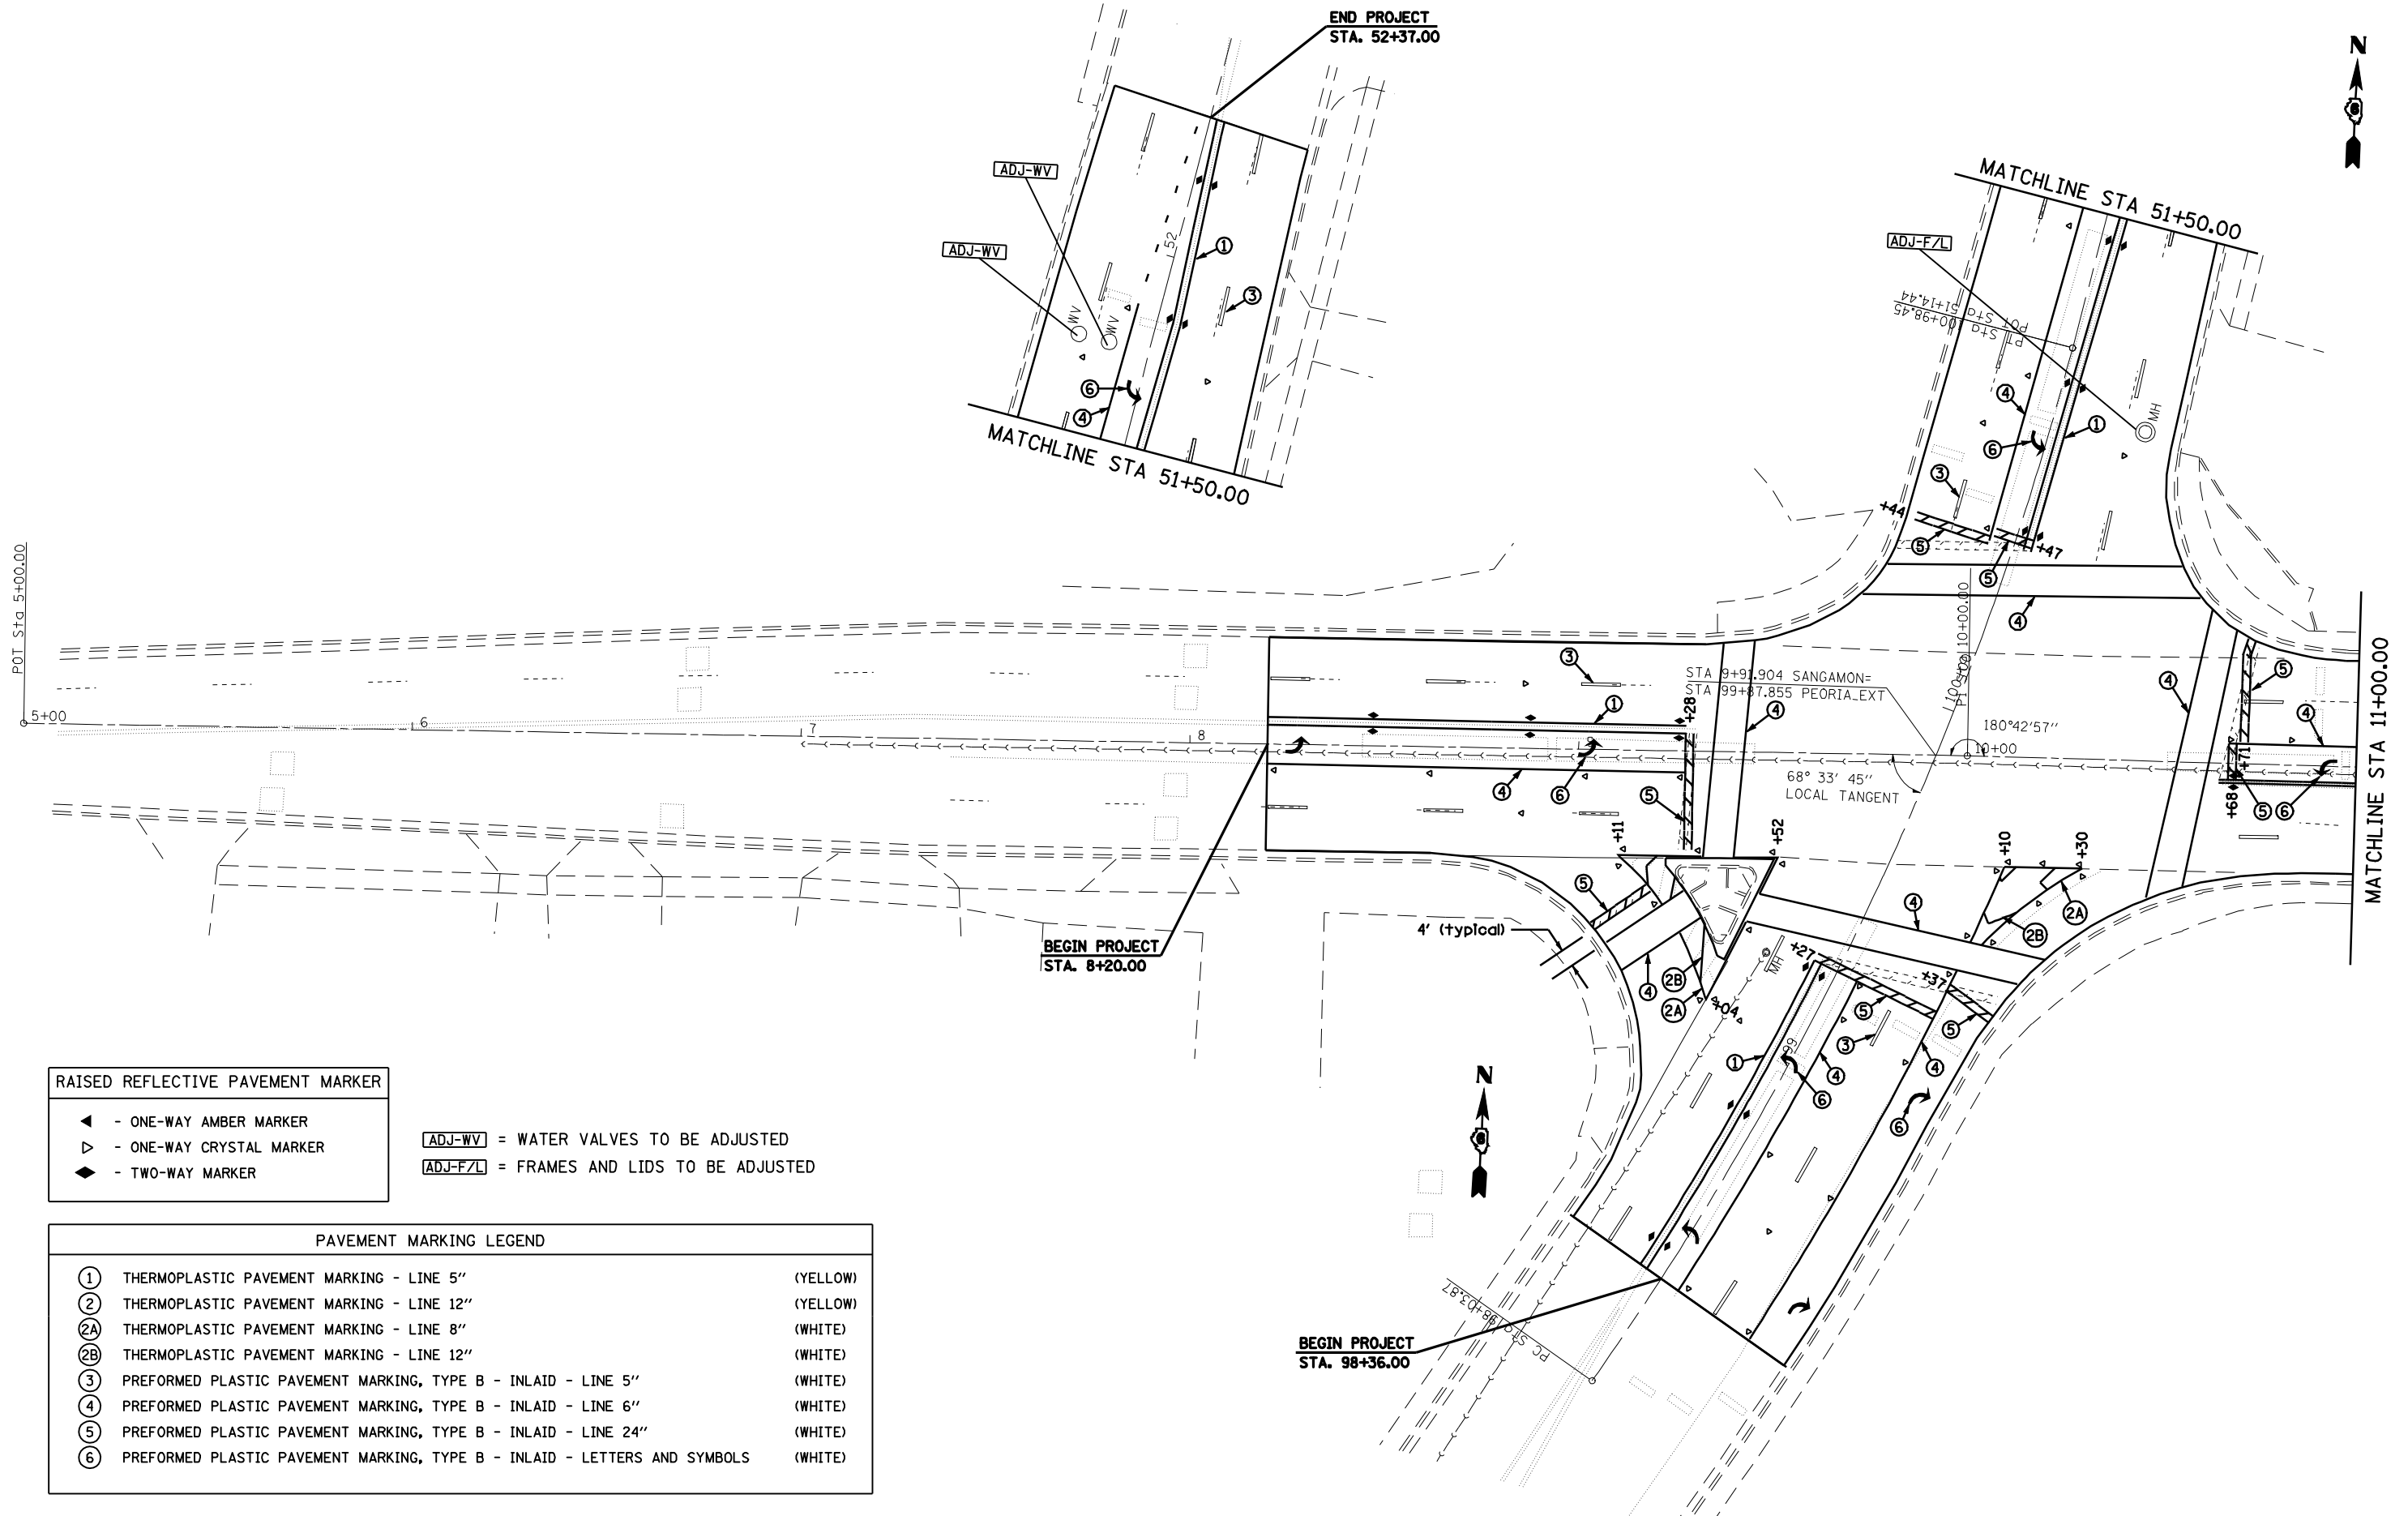 END PROJECT
STA. 52+37.00
N
MATCHLINE STA 51+50.00
ADJ-WV
ADJ-WV
ADJ-F/L
52
1
3
WV
WV
6
4
MATCHLINE STA 51+50.00
POT Sta 51+14.44
PT Sta 100+98.45
MH
4
1
6
3
+44
5
+47
5
4
POT Sta 5+00.00
5+00
6
7
8
3
1
+28
4
STA 9+91.904 SANGAMON=
STA 99+87.855 PEORIA_EXT
180°42'57"
10+00
68° 33' 45"
LOCAL TANGENT
4
5
4
+71
+68
5
6
MATCHLINE STA 11+00.00
4
6
5
+11
+52
+10
+30
5
4
2A
2B
4' (typical)
BEGIN PROJECT
STA. 8+20.00
4
2B
2A
+04
MH
+27
+37
5
5
3
1
99
4
4
6
6
N
RAISED REFLECTIVE PAVEMENT MARKER
- ONE-WAY AMBER MARKER
- ONE-WAY CRYSTAL MARKER
- TWO-WAY MARKER
ADJ-WV = WATER VALVES TO BE ADJUSTED
ADJ-F/L = FRAMES AND LIDS TO BE ADJUSTED
PC Sta 98+03.87
BEGIN PROJECT
STA. 98+36.00
PAVEMENT MARKING LEGEND
1 THERMOPLASTIC PAVEMENT MARKING - LINE 5" (YELLOW)
2 THERMOPLASTIC PAVEMENT MARKING - LINE 12" (YELLOW)
2A THERMOPLASTIC PAVEMENT MARKING - LINE 8" (WHITE)
2B THERMOPLASTIC PAVEMENT MARKING - LINE 12" (WHITE)
3 PREFORMED PLASTIC PAVEMENT MARKING, TYPE B - INLAID - LINE 5" (WHITE)
4 PREFORMED PLASTIC PAVEMENT MARKING, TYPE B - INLAID - LINE 6" (WHITE)
5 PREFORMED PLASTIC PAVEMENT MARKING, TYPE B - INLAID - LINE 24" (WHITE)
6 PREFORMED PLASTIC PAVEMENT MARKING, TYPE B - INLAID - LETTERS AND SYMBOLS (WHITE)